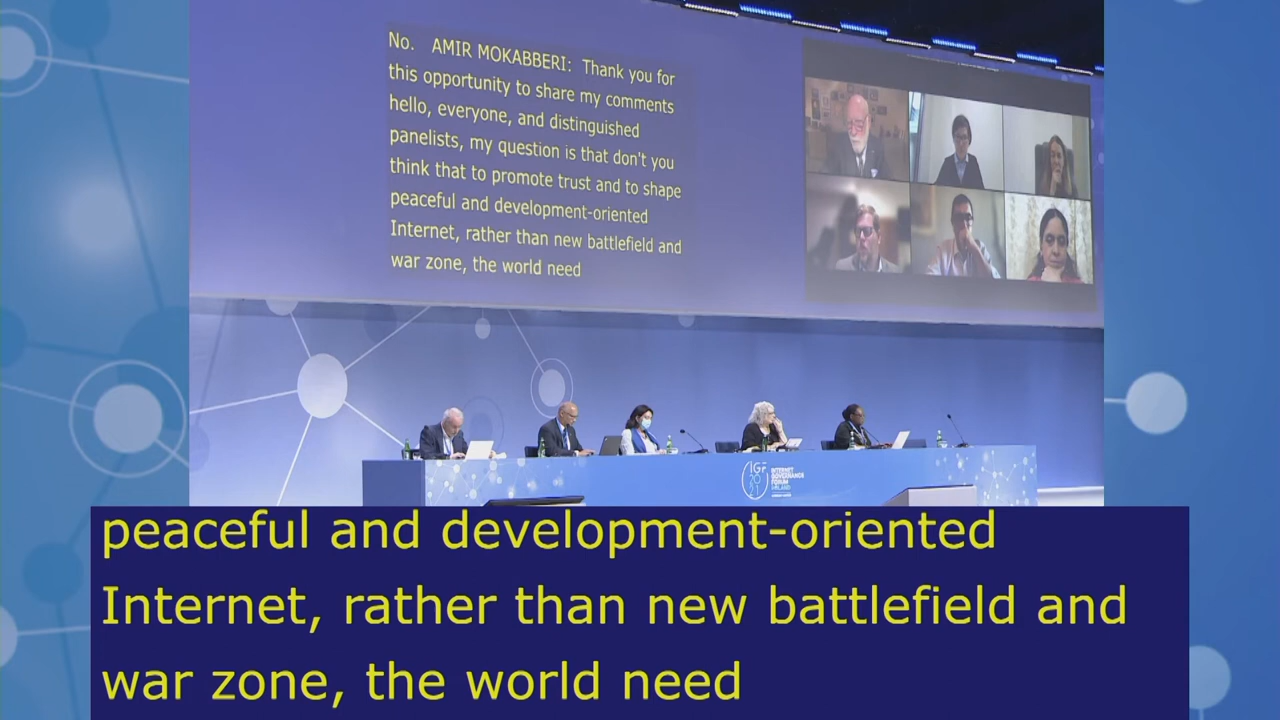 No. AMIR MOKABBERI: Thank you for
this opportunity to share my comments
hello, everyone, and distinguished
panelists, my question is that don't you
think that to promote trust and to shape
peaceful and development-oriented
Internet, rather than new battlefield and
war zone, the world need
IGF
20
21
INTERNET
GOVERNANCE
FORUM
peaceful and development-oriented
Internet, rather than new battlefield and
war zone, the world need